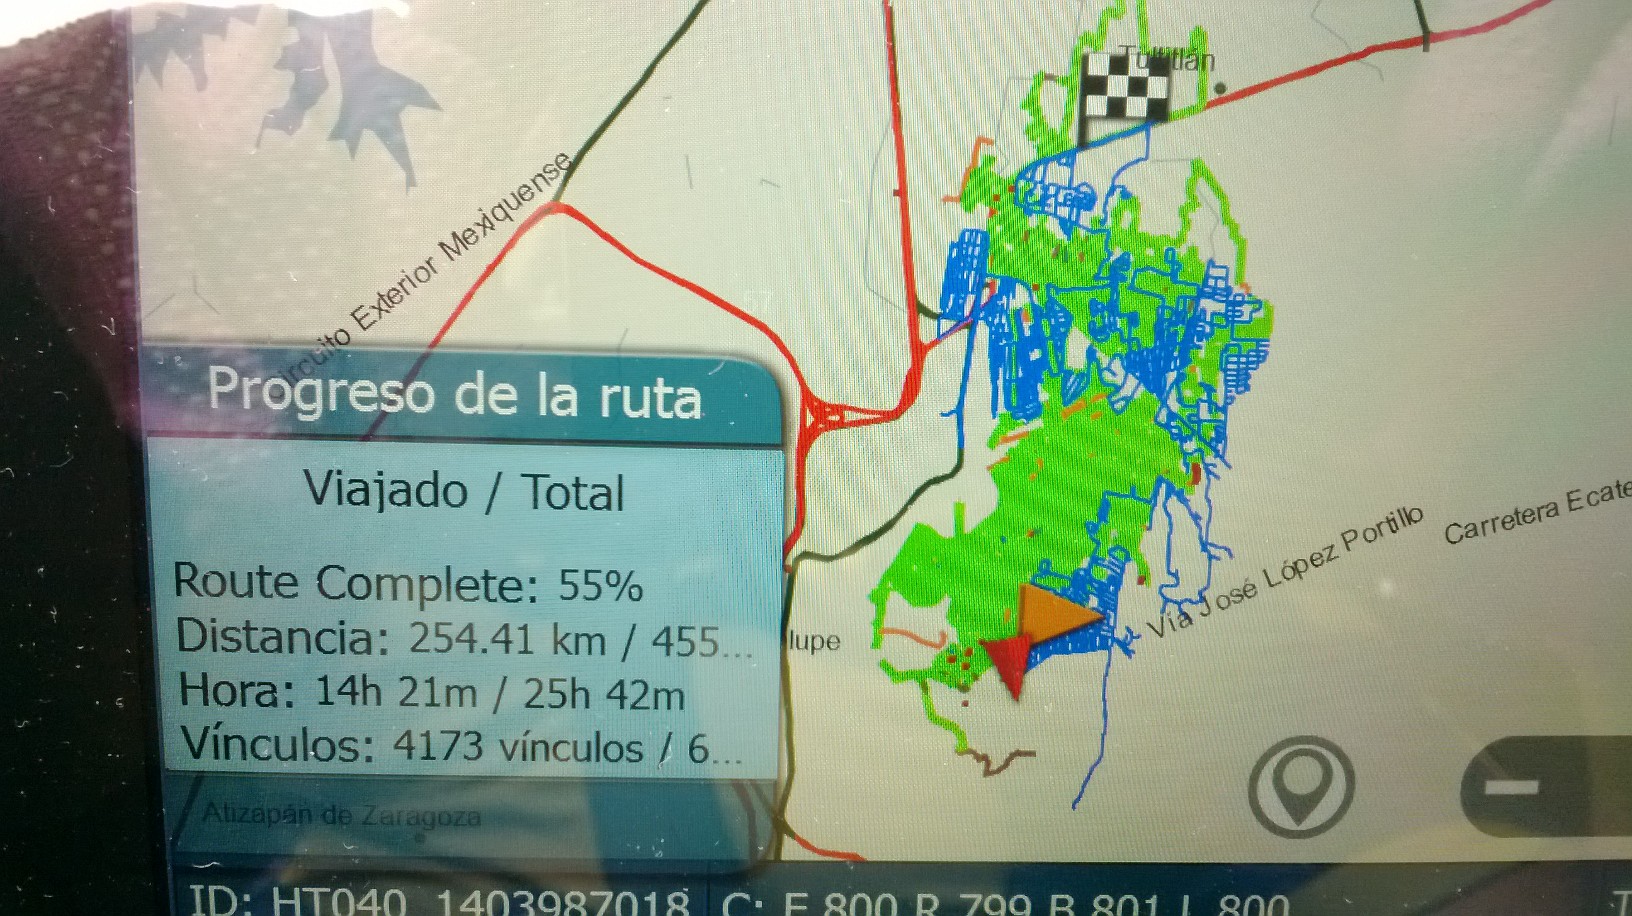 Tultitlán
Circuito Exterior Mexiquense
Progreso de la ruta
Viajado / Total
Route Complete: 55%
Distancia: 254.41 km / 455...
Hora: 14h 21m / 25h 42m
Vínculos: 4173 vínculos / 6...
lupe
Vía José López Portillo
Carretera Ecate
Atizapán de Zaragoza
ID: HT040_1403987018 C: F 800 R 799 B 801 L 800